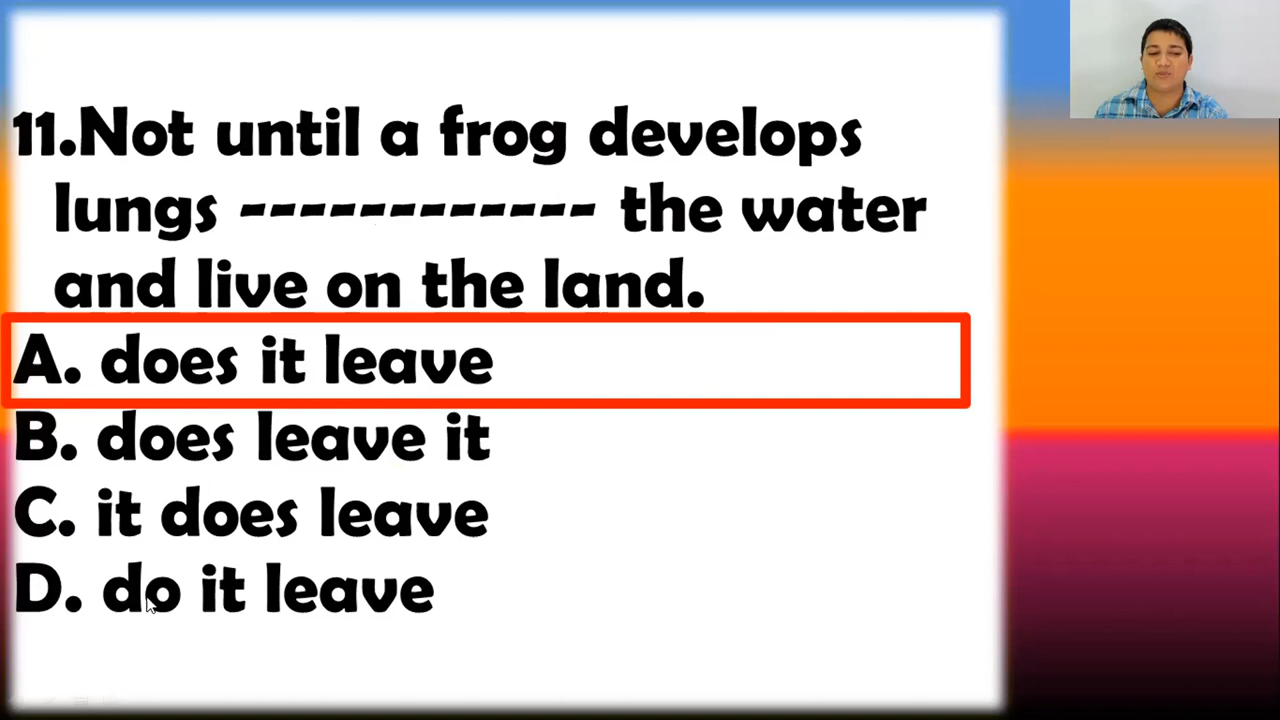 11.Not until a frog develops
lungs ------------ the water
and live on the land.
A. does it leave
B. does leave it
C. it does leave
D. do it leave